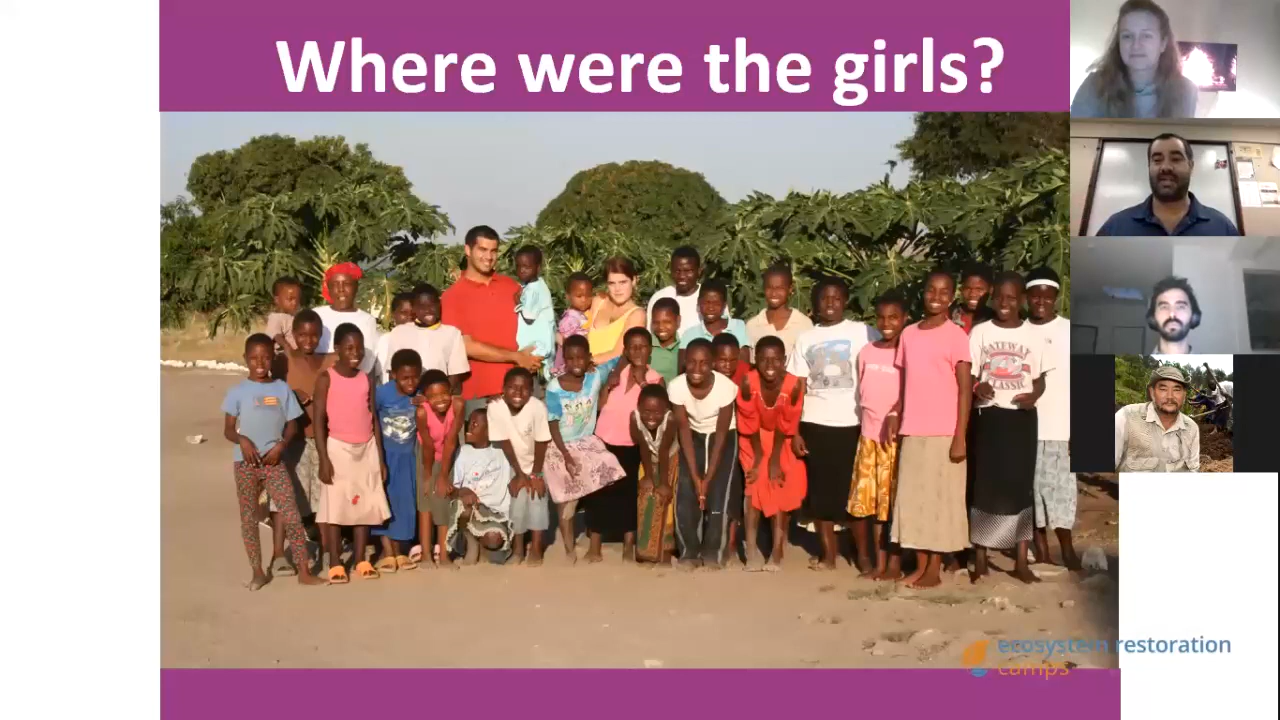 Where were the girls?
GATEWAY
CLASSIC
ecosystem restoration
camps